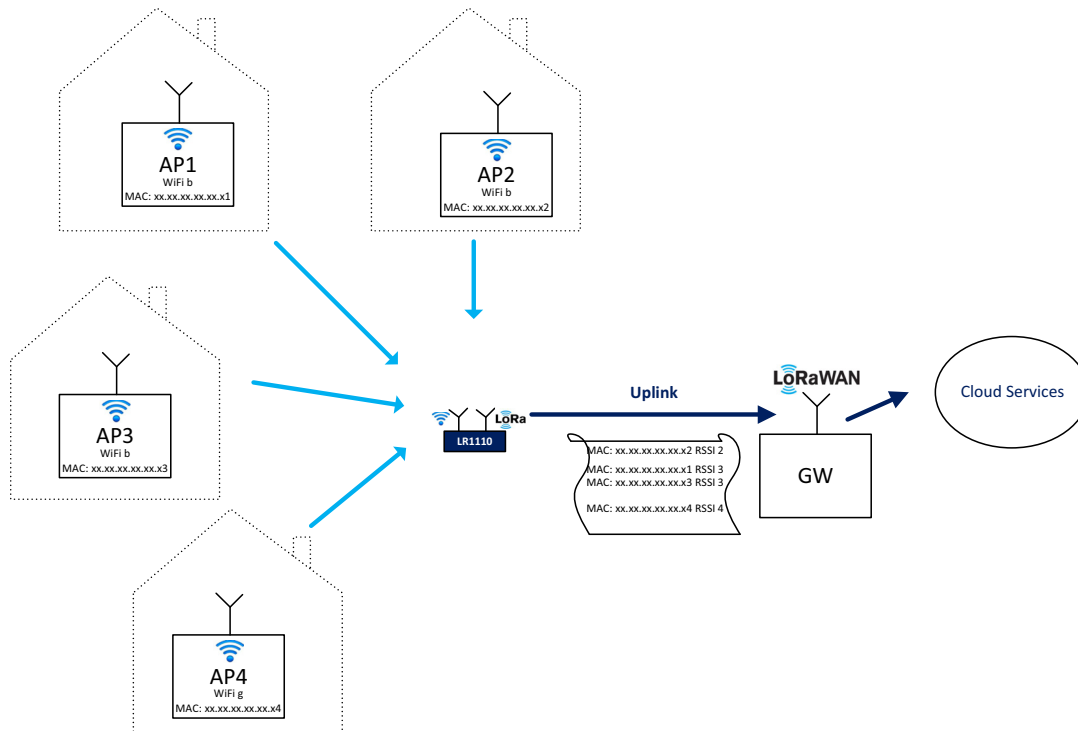 AP1
WiFi b
MAC: xx.xx.xx.xx.xx.x1
AP2
WiFi b
MAC: xx.xx.xx.xx.xx.x2
AP3
WiFi b
MAC: xx.xx.xx.xx.xx.x3
AP4
WiFi g
MAC: xx.xx.xx.xx.xx.x4
LoRa
LR1110
Uplink
MAC: xx.xx.xx.xx.xx.x2 RSSI 2
MAC: xx.xx.xx.xx.xx.x1 RSSI 3
MAC: xx.xx.xx.xx.xx.x3 RSSI 3
MAC: xx.xx.xx.xx.xx.x4 RSSI 4
LoRaWAN
GW
Cloud Services